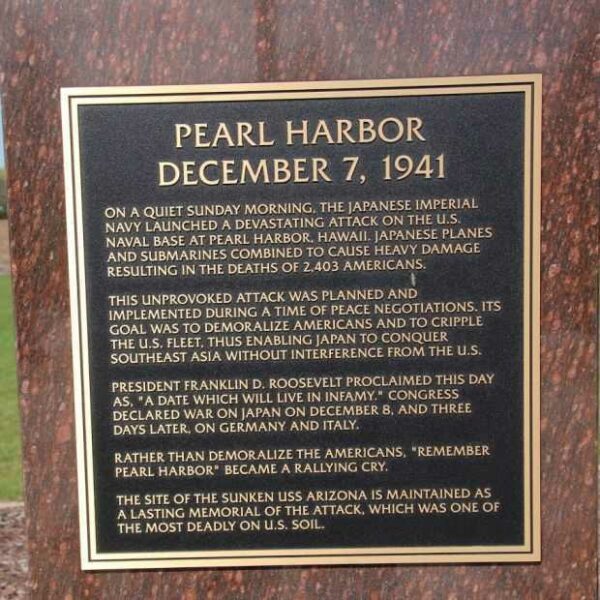 PEARL HARBOR
DECEMBER 7, 1941
ON A QUIET SUNDAY MORNING, THE JAPANESE IMPERIAL
NAVY LAUNCHED A DEVASTATING ATTACK ON THE U.S.
NAVAL BASE AT PEARL HARBOR, HAWAII. JAPANESE PLANES
AND SUBMARINES COMBINED TO CAUSE HEAVY DAMAGE
RESULTING IN THE DEATHS OF 2,403 AMERICANS.
THIS UNPROVOKED ATTACK WAS PLANNED AND
IMPLEMENTED DURING A TIME OF PEACE NEGOTIATIONS. ITS
GOAL WAS TO DEMORALIZE AMERICANS AND TO CRIPPLE
THE U.S. FLEET, THUS ENABLING JAPAN TO CONQUER
SOUTHEAST ASIA WITHOUT INTERFERENCE FROM THE U.S.
PRESIDENT FRANKLIN D. ROOSEVELT PROCLAIMED THIS DAY
AS, "A DATE WHICH WILL LIVE IN INFAMY." CONGRESS
DECLARED WAR ON JAPAN ON DECEMBER 8, AND THREE
DAYS LATER, ON GERMANY AND ITALY.
RATHER THAN DEMORALIZE THE AMERICANS, "REMEMBER
PEARL HARBOR" BECAME A RALLYING CRY.
THE SITE OF THE SUNKEN USS ARIZONA IS MAINTAINED AS
A LASTING MEMORIAL OF THE ATTACK, WHICH WAS ONE OF
THE MOST DEADLY ON U.S. SOIL.